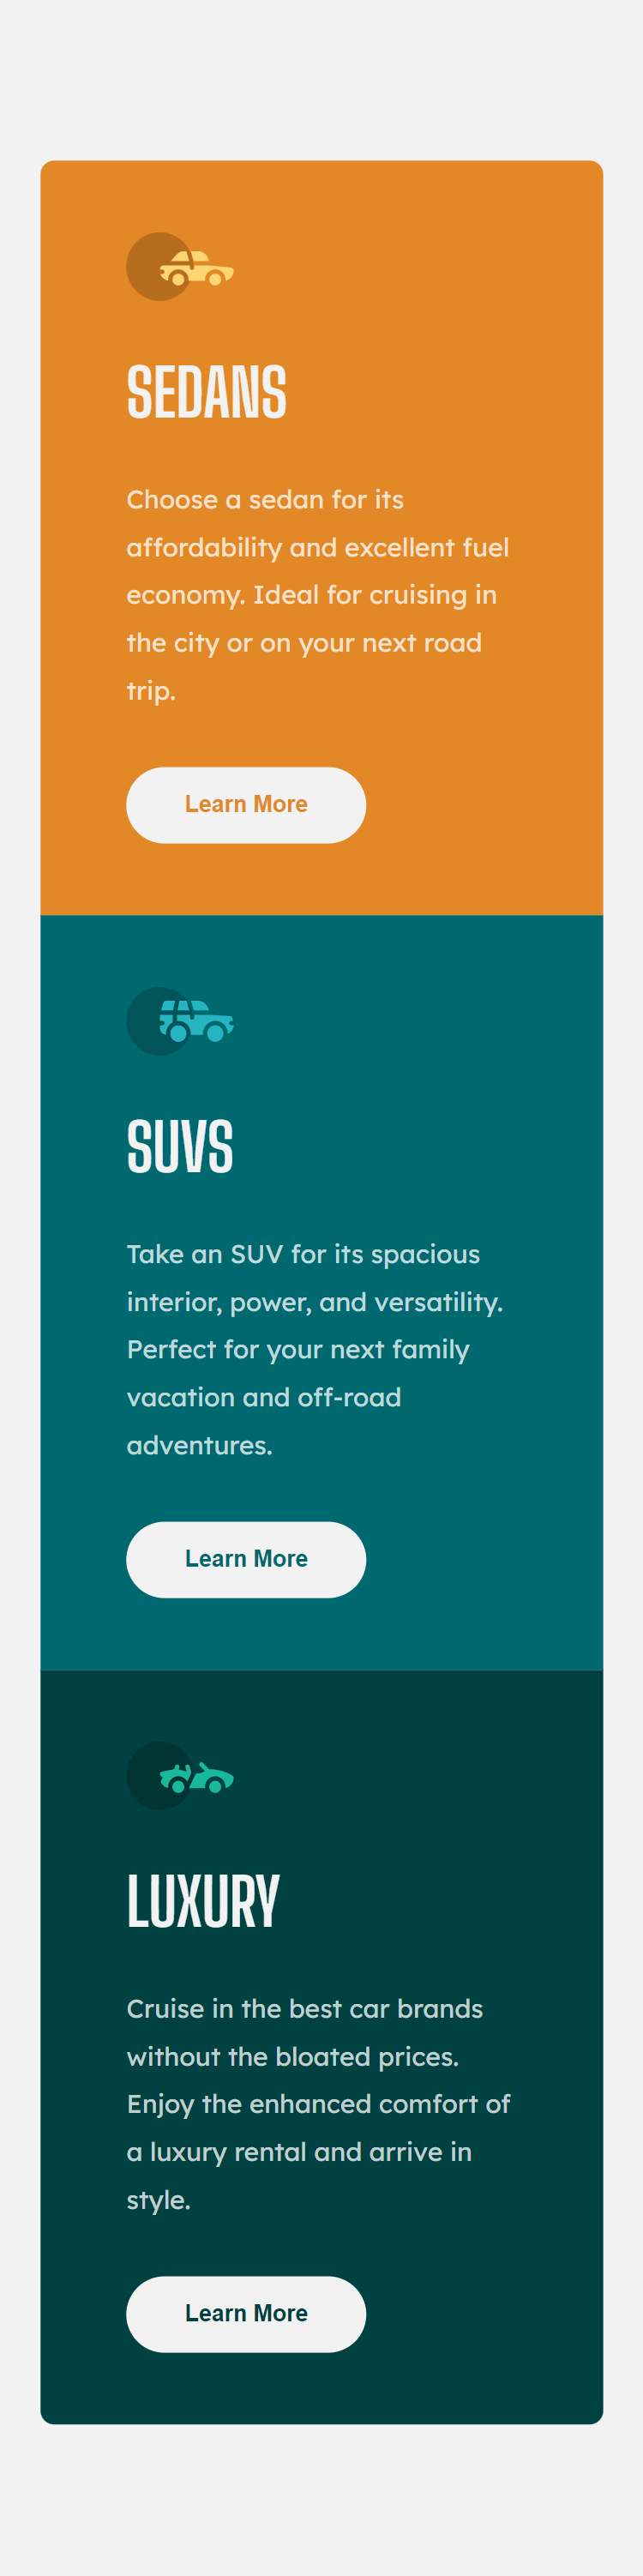 SEDANS
Choose a sedan for its
affordability and excellent fuel
economy. Ideal for cruising in
the city or on your next road
trip.
Learn More
SUVS
Take an SUV for its spacious
interior, power, and versatility.
Perfect for your next family
vacation and off-road
adventures.
Learn More
LUXURY
Cruise in the best car brands
without the bloated prices.
Enjoy the enhanced comfort of
a luxury rental and arrive in
style.
Learn More